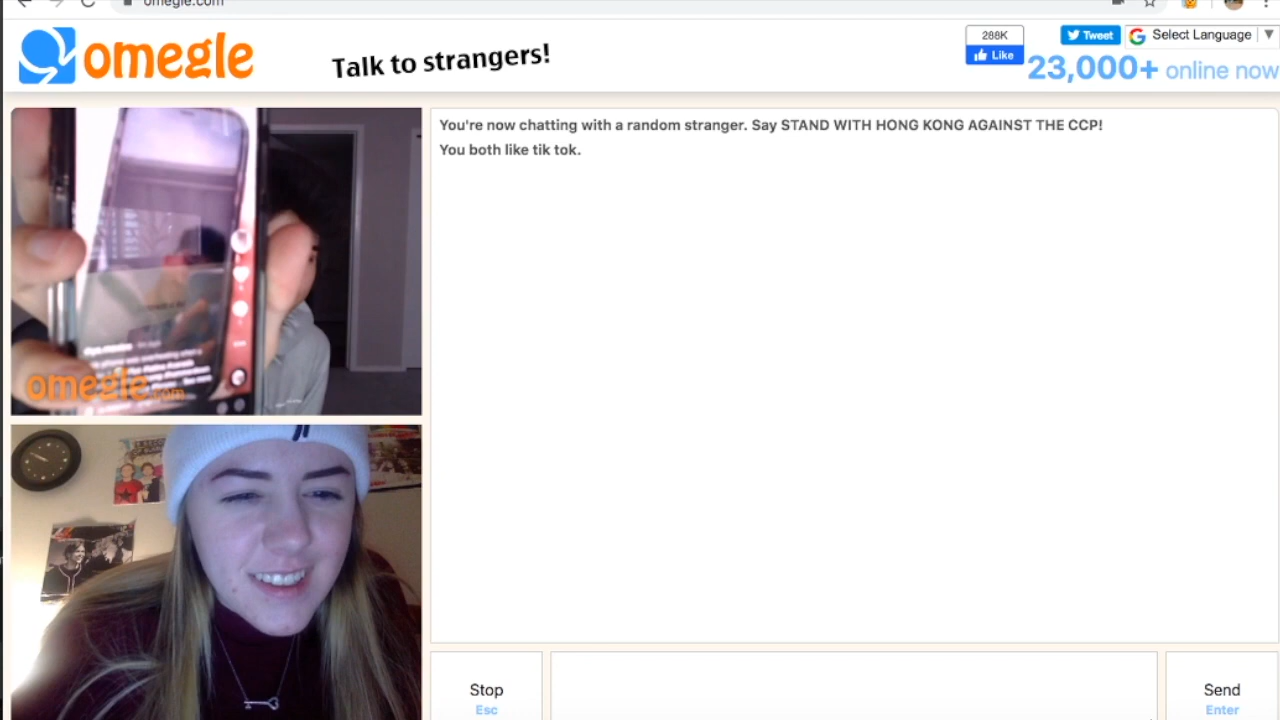 omegle.com
omegle
Talk to strangers!
288K
Like
Tweet
G Select Language ▼
23,000+ online now
You're now chatting with a random stranger. Say STAND WITH HONG KONG AGAINST THE CCP!
You both like tik tok.
omegle.com
Stop
Esc
Send
Enter